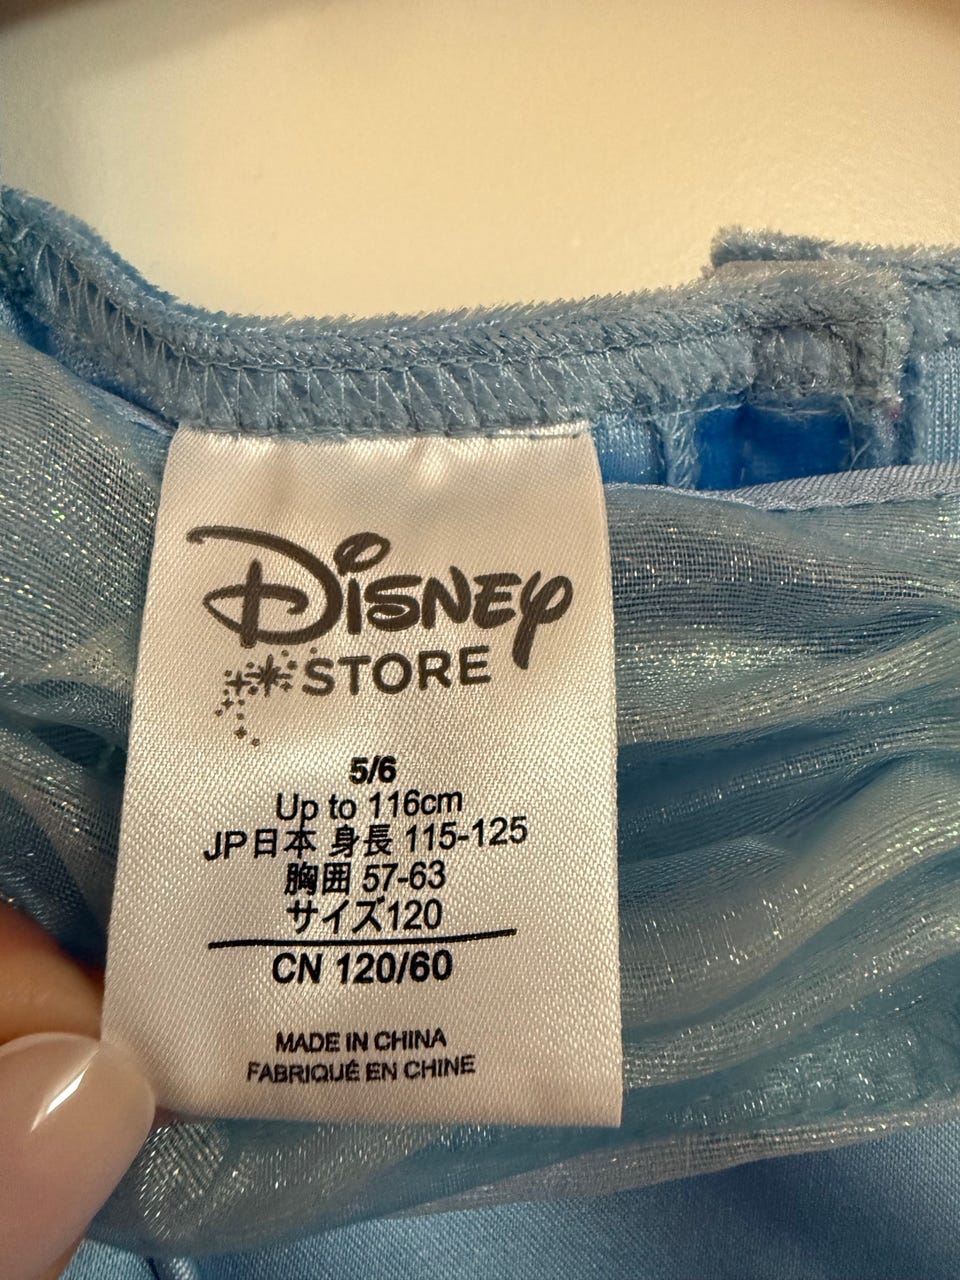 Disney
STORE
5/6
Up to 116cm
JP日本 身長 115-125
胸囲 57-63
サイズ120
CN 120/60
MADE IN CHINA
FABRIQUÉ EN CHINE